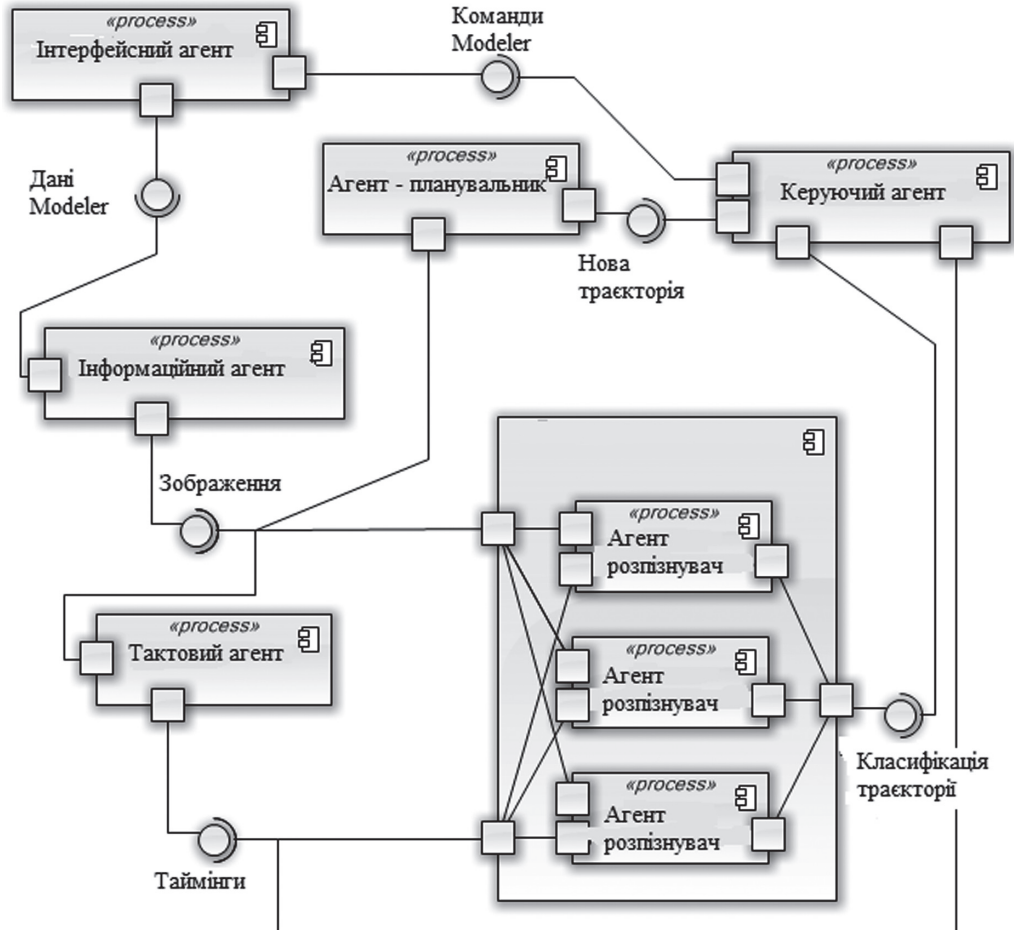 Команди
Modeler
«process»
Інтерфейсний агент
Дані
Modeler
«process»
Агент - планувальник
«process»
Керуючий агент
Нова
траєкторія
«process»
Інформаційний агент
Зображення
«process»
Агент
розпізнувач
«process»
Тактовий агент
«process»
Агент
розпізнувач
Класифікація
траєкторії
«process»
Агент
розпізнувач
Таймінги